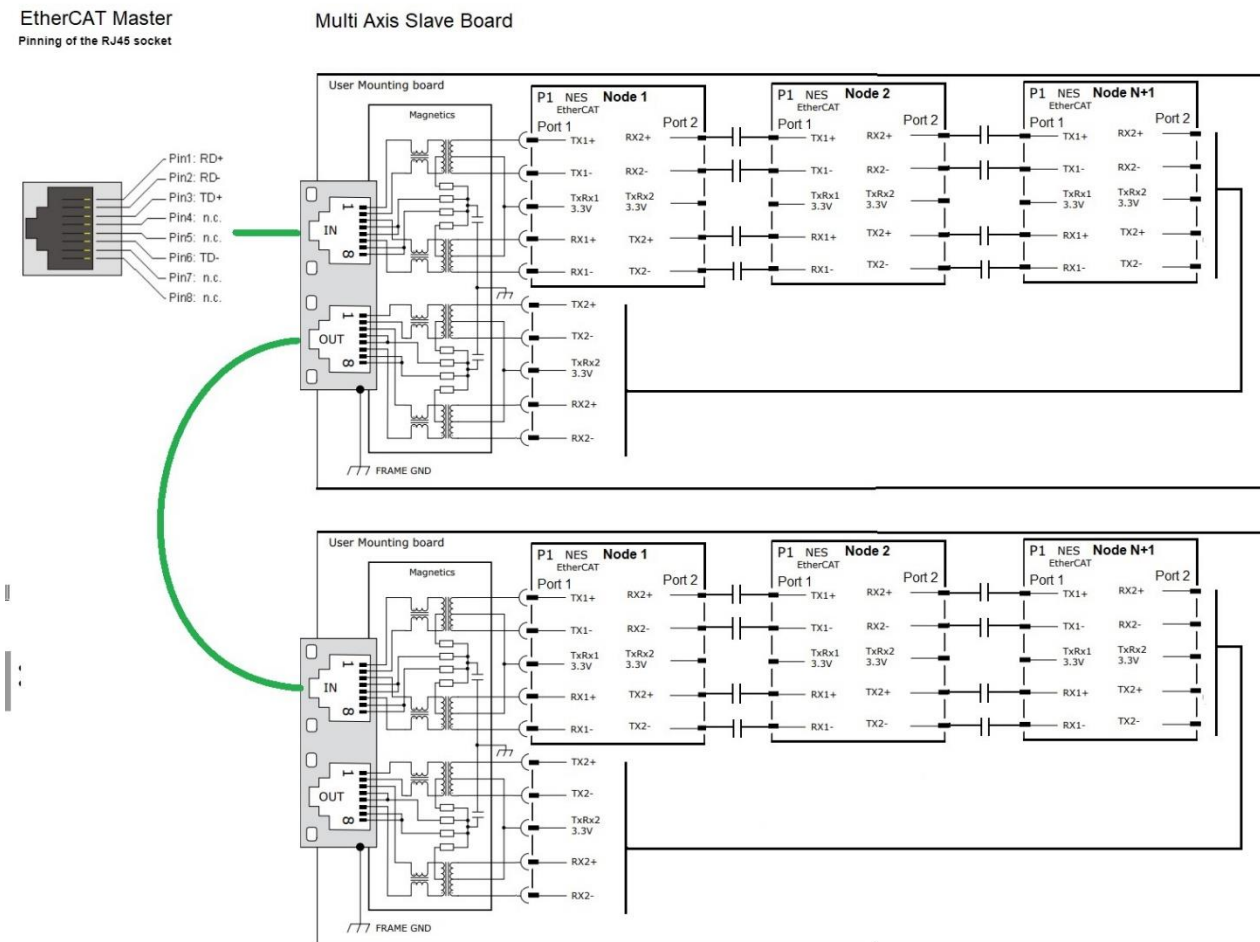 EtherCAT Master
Pinning of the RJ45 socket
Multi Axis Slave Board
Pin1: RD+
Pin2: RD-
Pin3: TD+
Pin4: n.c.
Pin5: n.c.
Pin6: TD-
Pin7: n.c.
Pin8: n.c.
User Mounting board
Magnetics
IN
1
8
OUT
1
8
FRAME GND
P1 NES Node 1
EtherCAT
Port 1
Port 2
TX1+
RX2+
TX1-
RX2-
TxRx1
3.3V
TxRx2
3.3V
RX1+
TX2+
RX1-
TX2-
P1 NES Node 2
EtherCAT
Port 1
Port 2
TX1+
RX2+
TX1-
RX2-
TxRx1
3.3V
TxRx2
3.3V
RX1+
TX2+
RX1-
TX2-
P1 NES Node N+1
EtherCAT
Port 1
Port 2
TX1+
RX2+
TX1-
RX2-
TxRx1
3.3V
TxRx2
3.3V
RX1+
TX2+
RX1-
TX2-
TX2+
TX2-
TxRx2
3.3V
RX2+
RX2-
User Mounting board
Magnetics
IN
1
8
OUT
1
8
FRAME GND
P1 NES Node 1
EtherCAT
Port 1
Port 2
TX1+
RX2+
TX1-
RX2-
TxRx1
3.3V
TxRx2
3.3V
RX1+
TX2+
RX1-
TX2-
P1 NES Node 2
EtherCAT
Port 1
Port 2
TX1+
RX2+
TX1-
RX2-
TxRx1
3.3V
TxRx2
3.3V
RX1+
TX2+
RX1-
TX2-
P1 NES Node N+1
EtherCAT
Port 1
Port 2
TX1+
RX2+
TX1-
RX2-
TxRx1
3.3V
TxRx2
3.3V
RX1+
TX2+
RX1-
TX2-
TX2+
TX2-
TxRx2
3.3V
RX2+
RX2-